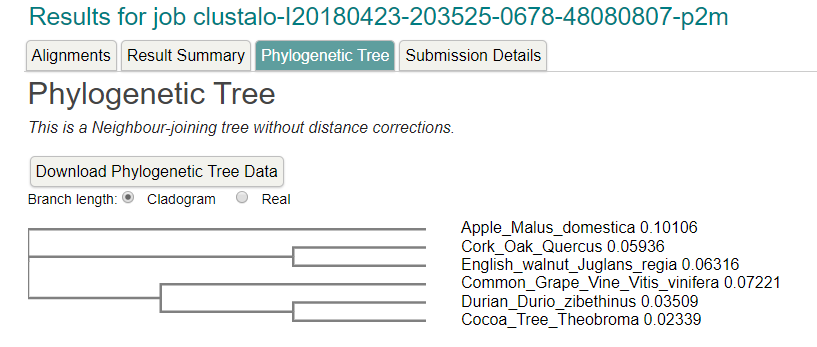 Results for job clustalo-I20180423-203525-0678-48080807-p2m
Alignments Result Summary Phylogenetic Tree Submission Details
Phylogenetic Tree
This is a Neighbour-joining tree without distance corrections.
Download Phylogenetic Tree Data
Branch length: Cladogram Real
Apple_Malus_domestica 0.10106
Cork_Oak_Quercus 0.05936
English_walnut_Juglans_regia 0.06316
Common_Grape_Vine_Vitis_vinifera 0.07221
Durian_Durio_zibethinus 0.03509
Cocoa_Tree_Theobroma 0.02339